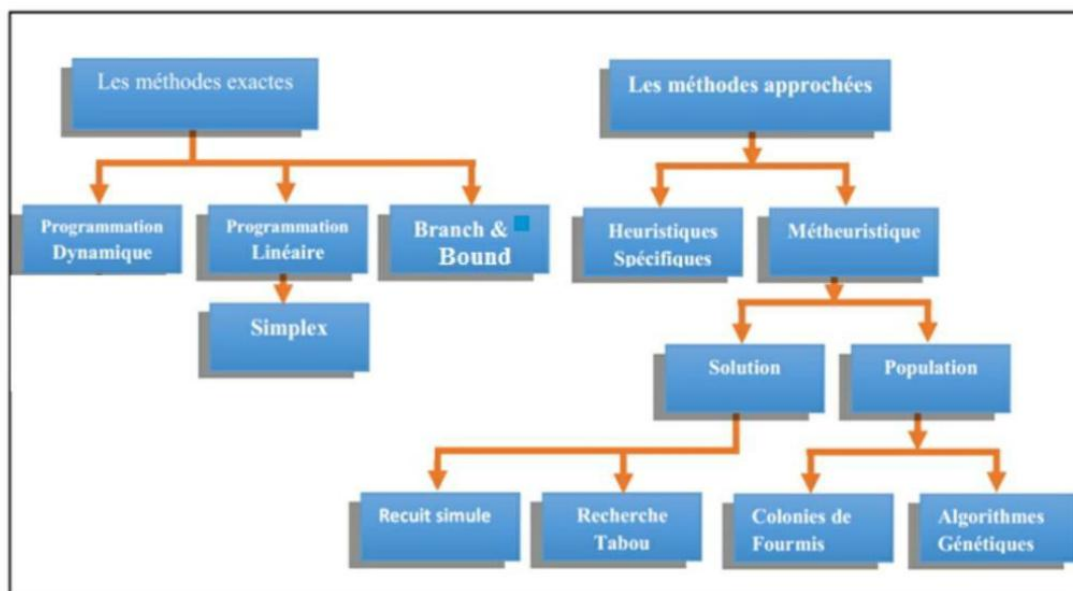 Les méthodes exactes
Les méthodes approchées
Programmation
Dynamique
Programmation
Linéaire
Branch &
Bound
Heuristiques
Spécifiques
Métheuristique
Simplex
Solution
Population
Recuit simule
Recherche
Tabou
Colonies de
Fourmis
Algorithmes
Génétiques